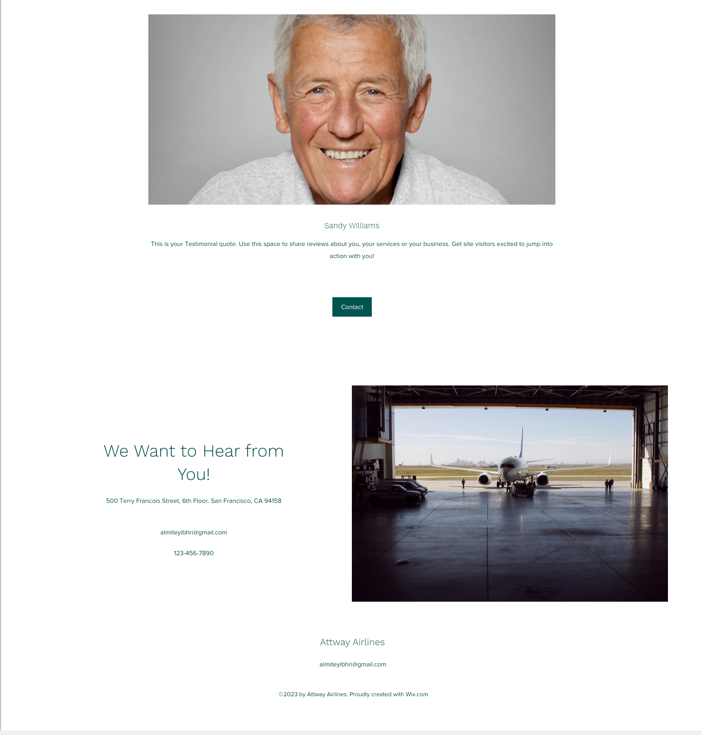 Sandy Williams
This is your Testimonial quote. Use this space to share reviews about you, your services or your business. Get site visitors excited to jump into
action with you!
Contact
We Want to Hear from
You!
500 Terry Francois Street, 6th Floor. San Francisco, CA 94158
almiteyibhri@gmail.com
123-456-7890
Attway Airlines
almiteyibhri@gmail.com
©2023 by Attway Airlines. Proudly created with Wix.com